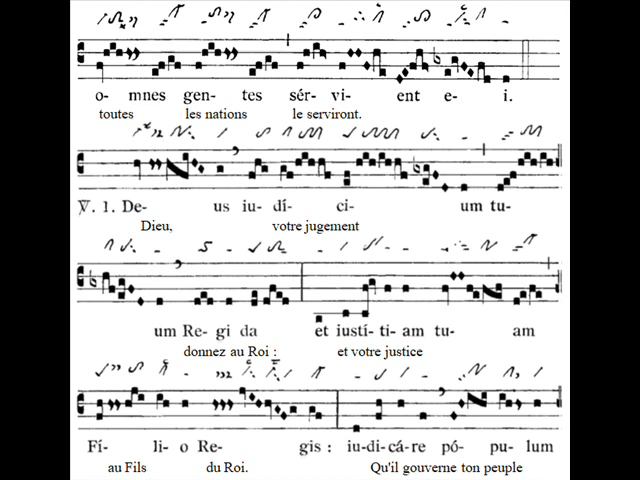 o- mnes gen- tes sér- vi- ent e- i.
toutes les nations le serviront.
℣. 1. De- us iu- dí- ci- um tu-
Dieu, votre jugement
um Re- gi da et iustí- ti- am tu- am
donnez au Roi : et votre justice
Fí- li- o Re- gis : iu-di-cá-re pó- pu- lum
au Fils du Roi. Qu'il gouverne ton peuple